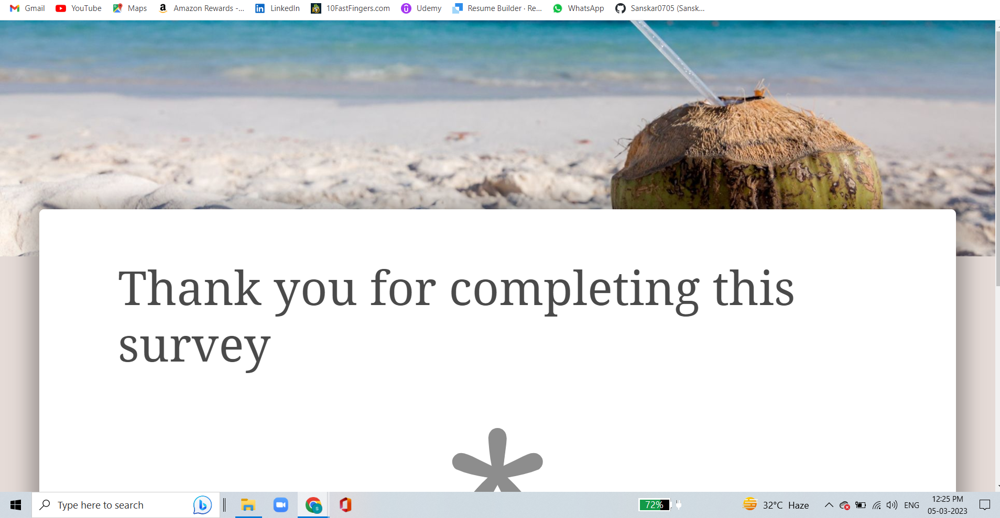 Gmail YouTube Maps Amazon Rewards -... LinkedIn 10FastFingers.com Udemy Resume Builder · Re... WhatsApp Sanskar0705 (Sansk...
Thank you for completing this
survey
*
Type here to search 72% 32°C Haze ENG 12:25 PM
05-03-2023